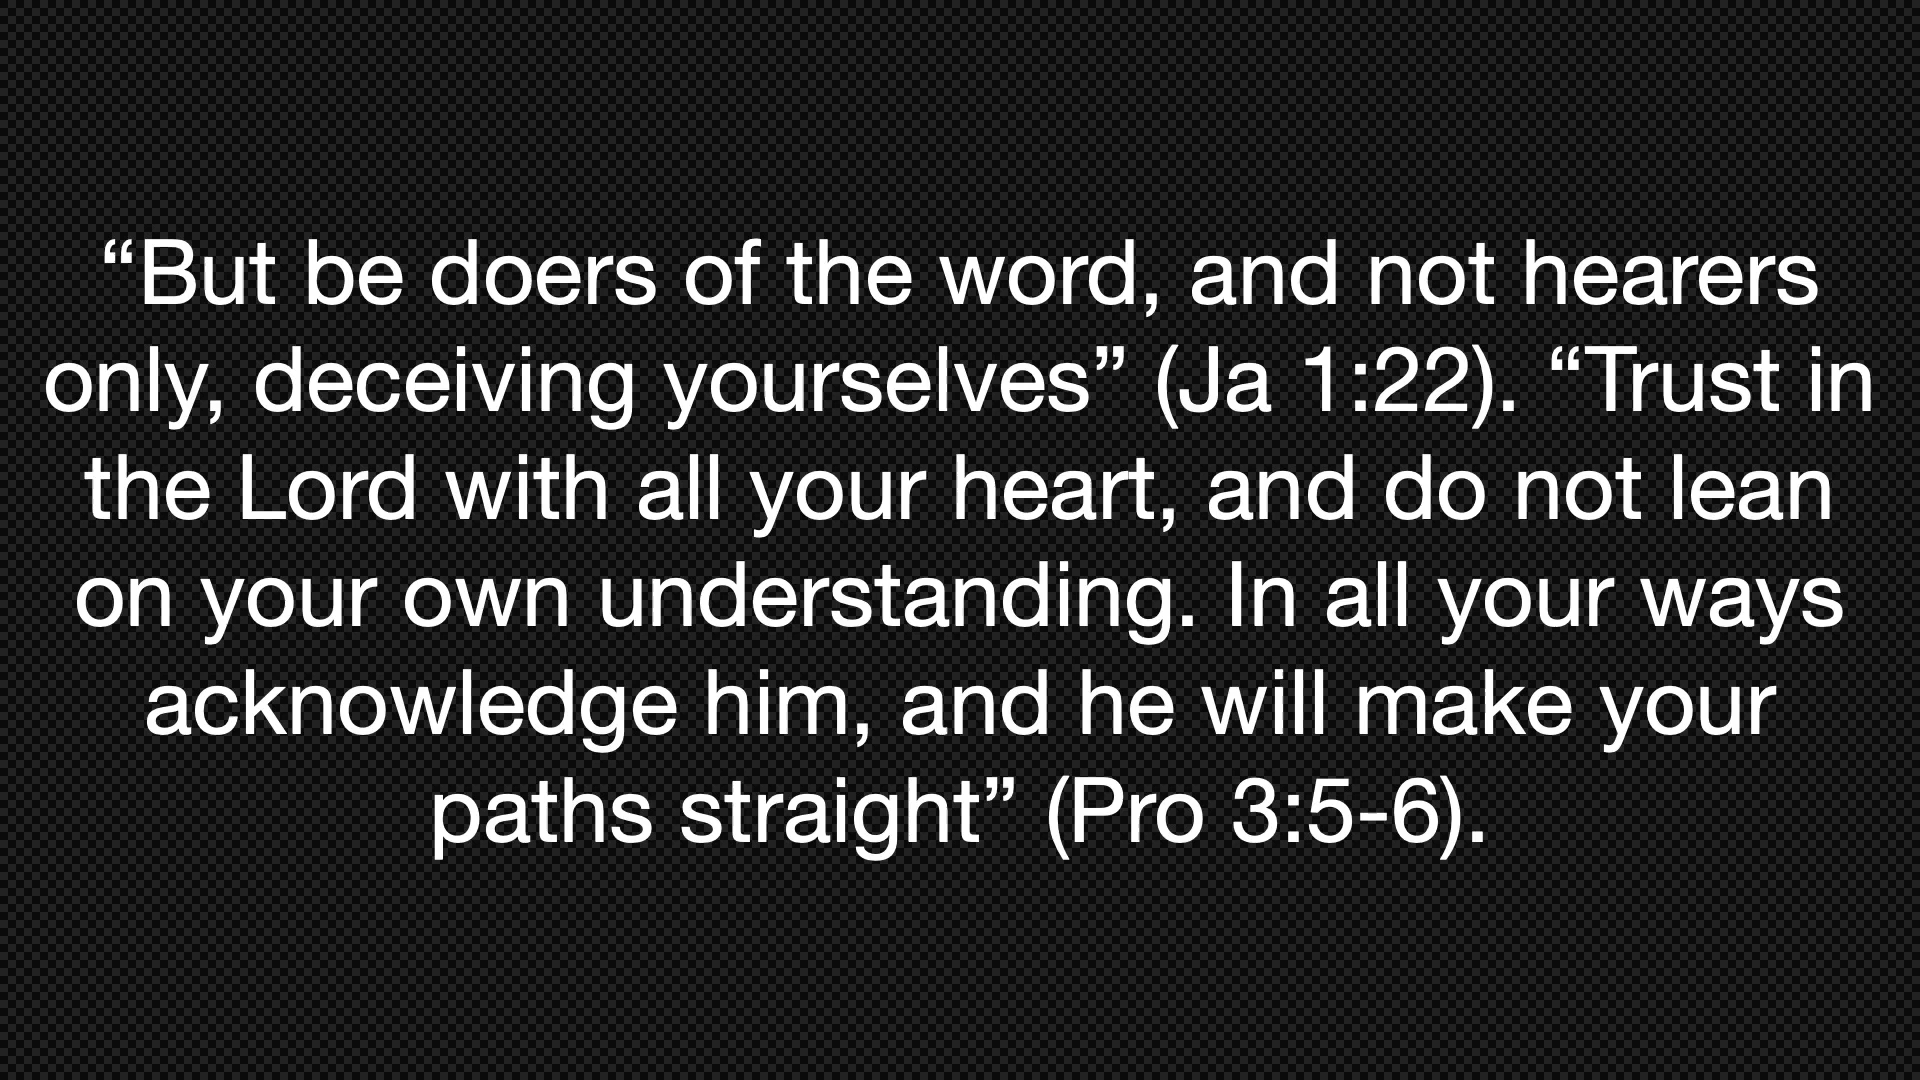 “But be doers of the word, and not hearers
only, deceiving yourselves” (Ja 1:22). “Trust in
the Lord with all your heart, and do not lean
on your own understanding. In all your ways
acknowledge him, and he will make your
paths straight” (Pro 3:5-6).